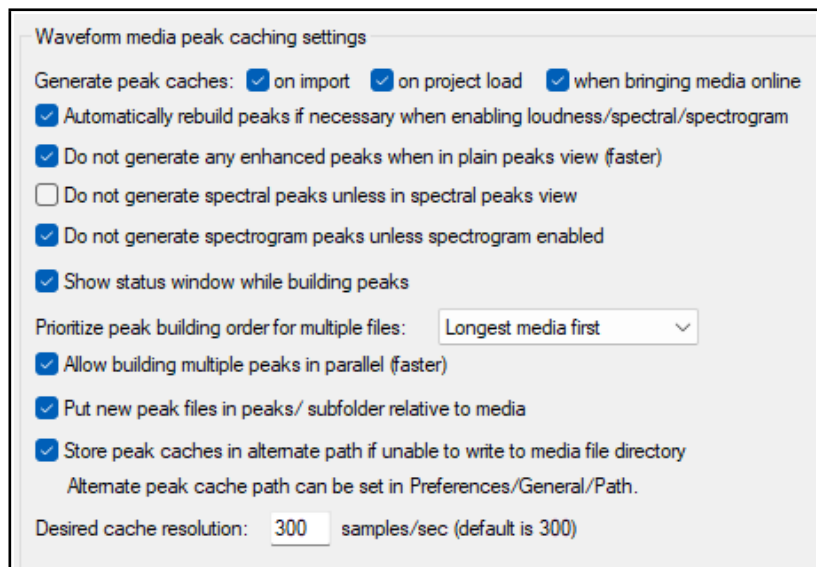 Waveform media peak caching settings
Generate peak caches: on import on project load when bringing media online
Automatically rebuild peaks if necessary when enabling loudness/spectral/spectrogram
Do not generate any enhanced peaks when in plain peaks view (faster)
Do not generate spectral peaks unless in spectral peaks view
Do not generate spectrogram peaks unless spectrogram enabled
Show status window while building peaks
Prioritize peak building order for multiple files: Longest media first
Allow building multiple peaks in parallel (faster)
Put new peak files in peaks/ subfolder relative to media
Store peak caches in alternate path if unable to write to media file directory
Alternate peak cache path can be set in Preferences/General/Path.
Desired cache resolution: 300 samples/sec (default is 300)